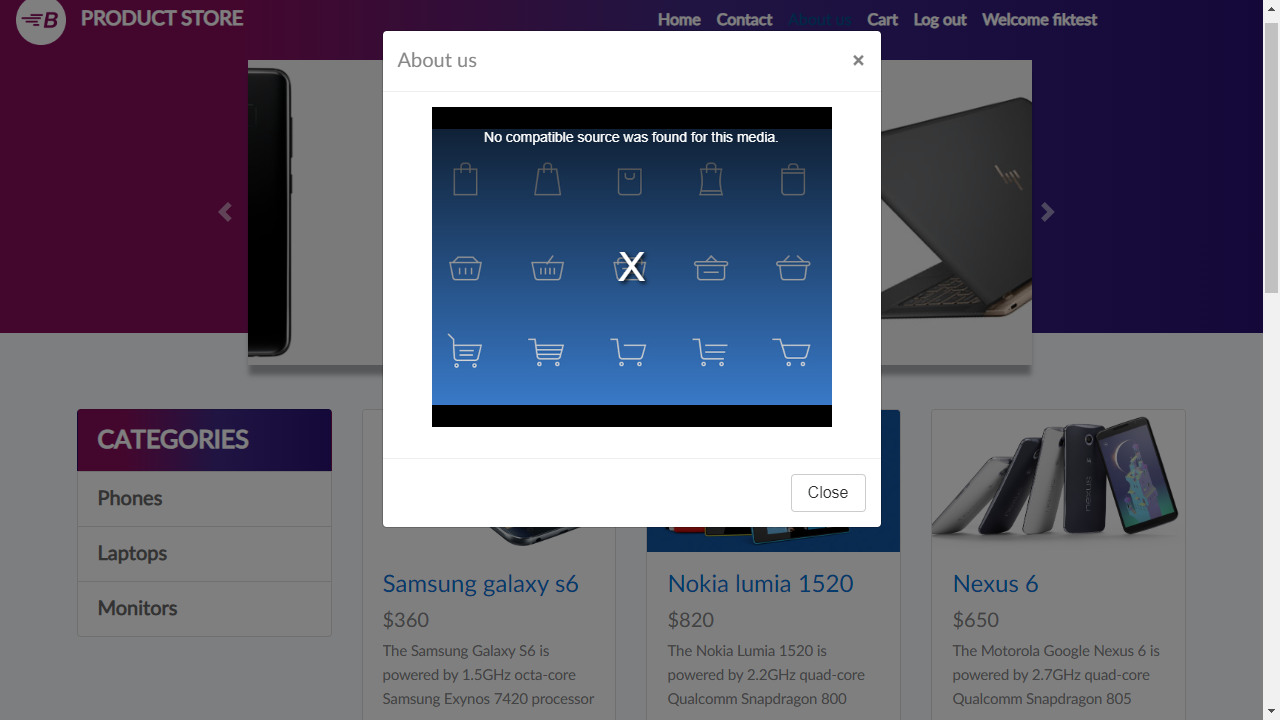 B PRODUCT STORE
Home Contact About us Cart Log out Welcome fiktest
About us
×
No compatible source was found for this media.
X
Close
CATEGORIES
Phones
Laptops
Monitors
Samsung galaxy s6
$360
The Samsung Galaxy S6 is
powered by 1.5GHz octa-core
Samsung Exynos 7420 processor
Nokia lumia 1520
$820
The Nokia Lumia 1520 is
powered by 2.2GHz quad-core
Qualcomm Snapdragon 800
nexus
Nexus 6
$650
The Motorola Google Nexus 6 is
powered by 2.7GHz quad-core
Qualcomm Snapdragon 805